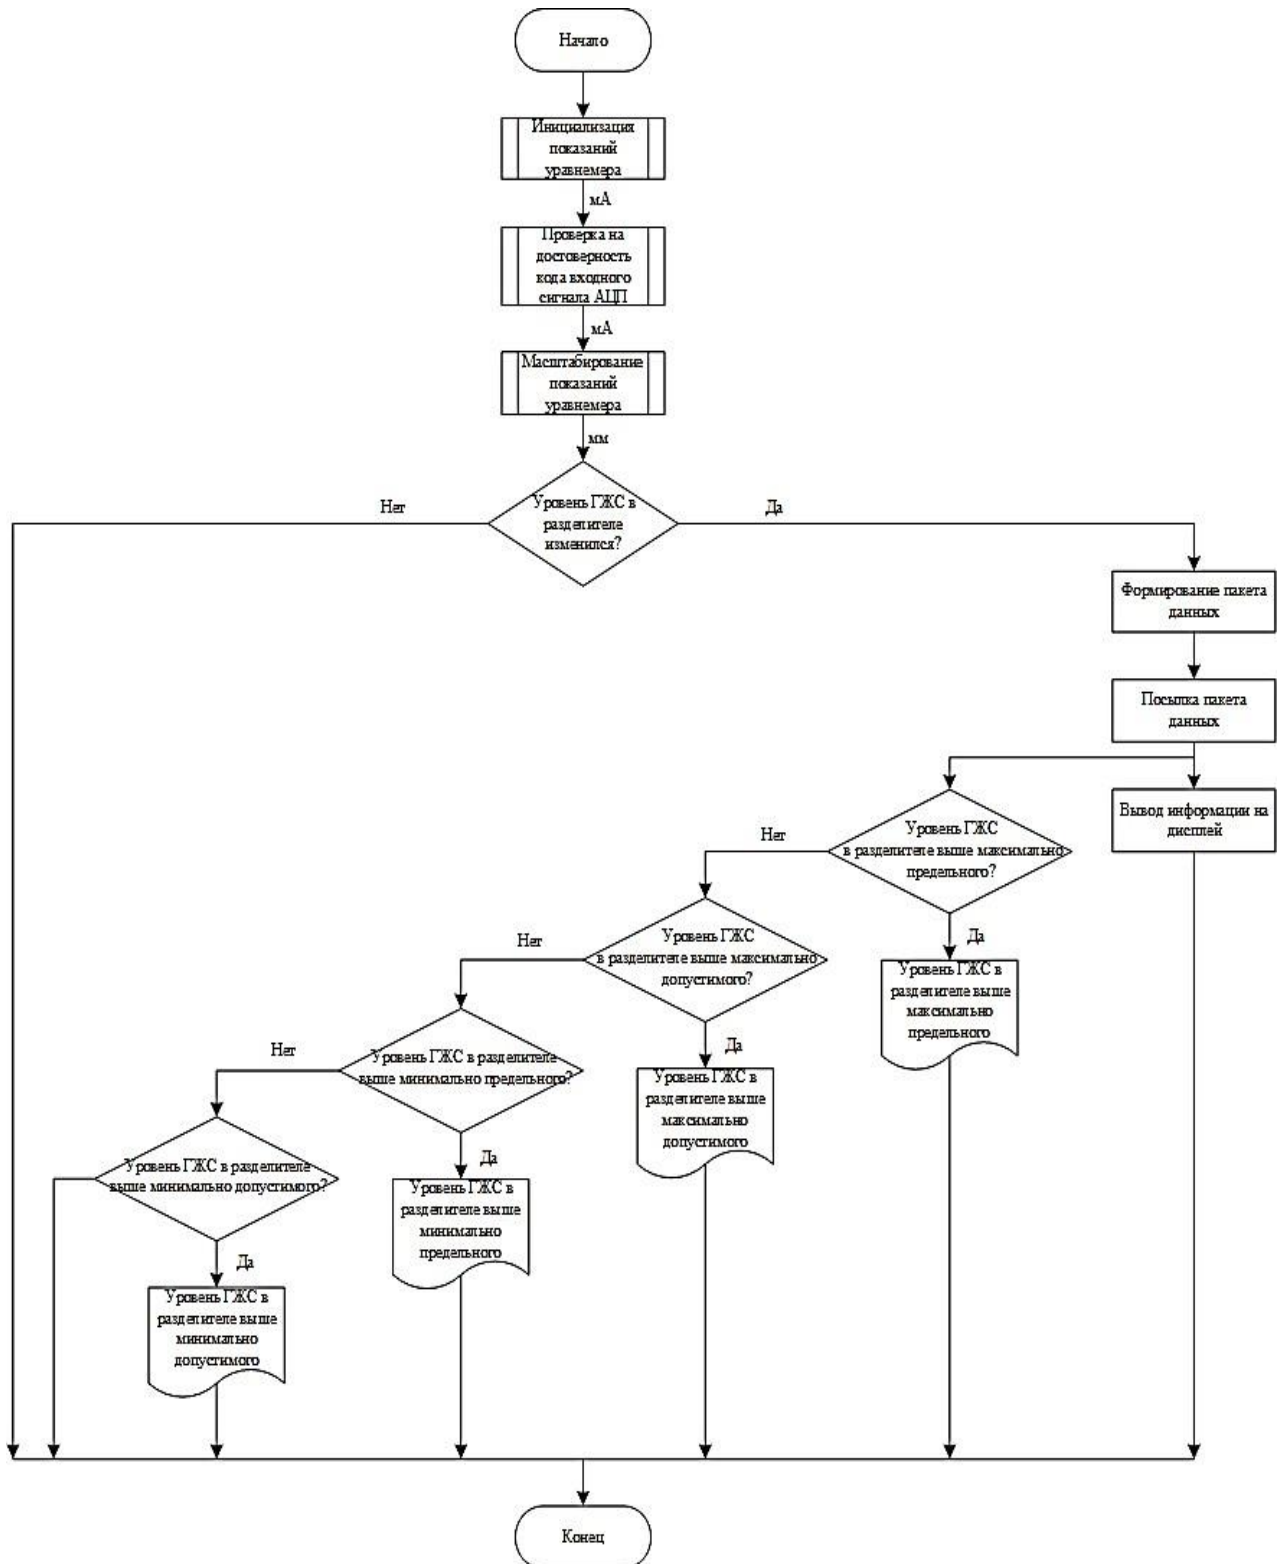 Начало
Инициализация
показаний
уравнемера
мА
Проверка на
достоверность
кода входного
сигнала АЦП
мА
Масштабирование
показаний
уравнемера
мм
Уровень ГЖС в
разделителе
изменился?
Нет
Да
Формирование пакета
данных
Посылка пакета
данных
Вывод информации на
дисплей
Уровень ГЖС
в разделителе выше максимально
предельного?
Нет
Да
Уровень ГЖС в
разделителе выше
максимально
предельного
Уровень ГЖС
в разделителе выше максимально
допустимого?
Нет
Да
Уровень ГЖС в
разделителе выше
максимально
допустимого
Уровень ГЖС в разделителе
выше минимально предельного?
Нет
Да
Уровень ГЖС в
разделителе выше
минимально
предельного
Уровень ГЖС в разделителе
выше минимально допустимого?
Да
Уровень ГЖС в
разделителе выше
минимально
допустимого
Конец